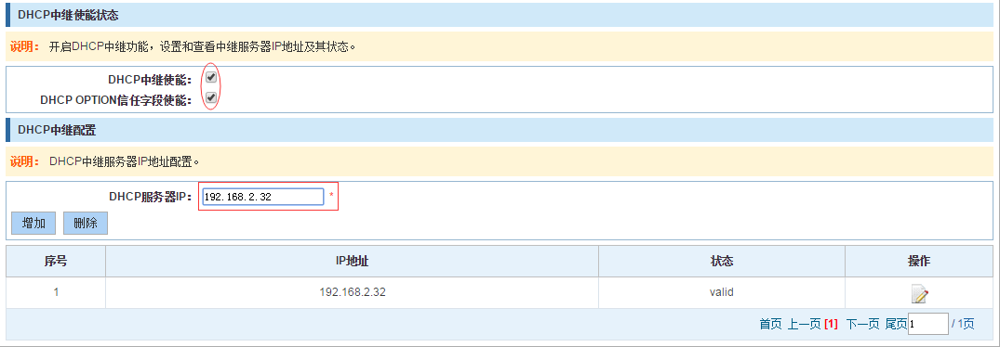 DHCP中继使能状态
说明： 开启DHCP中继功能，设置和查看中继服务器IP地址及其状态。
DHCP中继使能：
DHCP OPTION信任字段使能：
DHCP中继配置
说明： DHCP中继服务器IP地址配置。
DHCP服务器IP： 192.168.2.32 *
增加 删除
序号 IP地址 状态 操作
1 192.168.2.32 valid
首页 上一页 [1] 下一页 尾页 1 / 1页